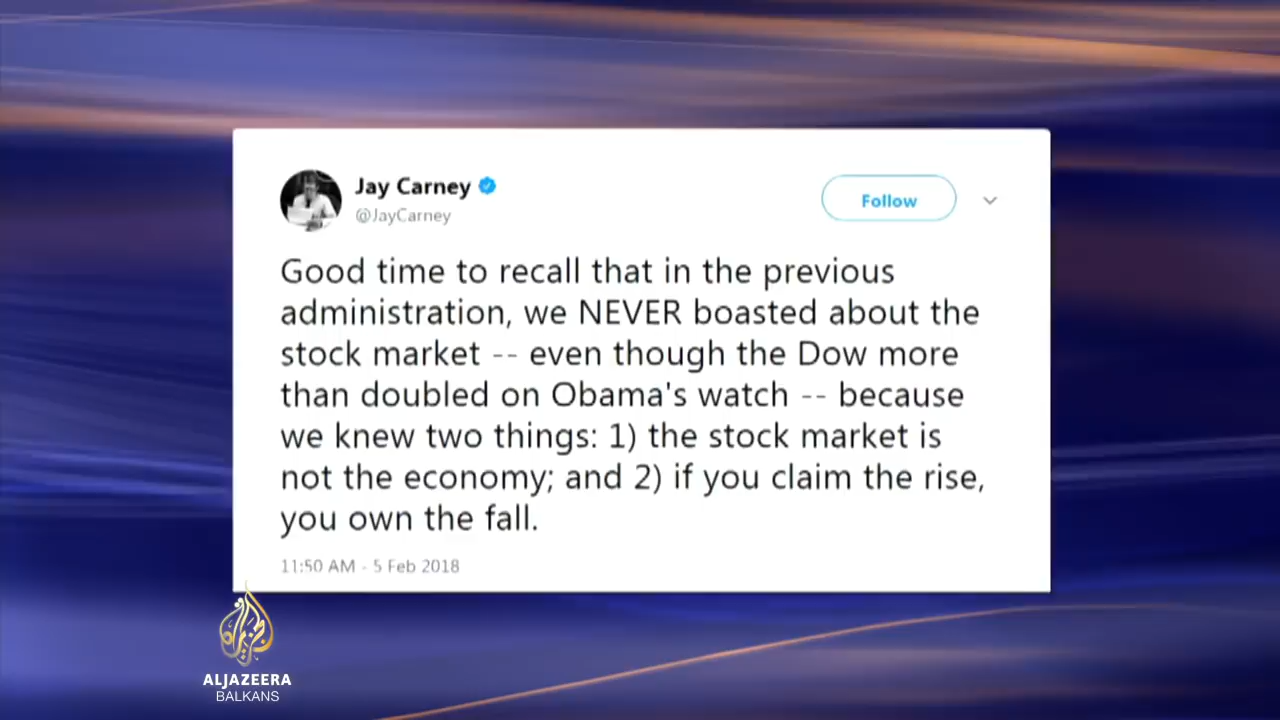 Jay Carney
@JayCarney
Follow
Good time to recall that in the previous
administration, we NEVER boasted about the
stock market -- even though the Dow more
than doubled on Obama's watch -- because
we knew two things: 1) the stock market is
not the economy; and 2) if you claim the rise,
you own the fall.
11:50 AM - 5 Feb 2018
ALJAZEERA
BALKANS